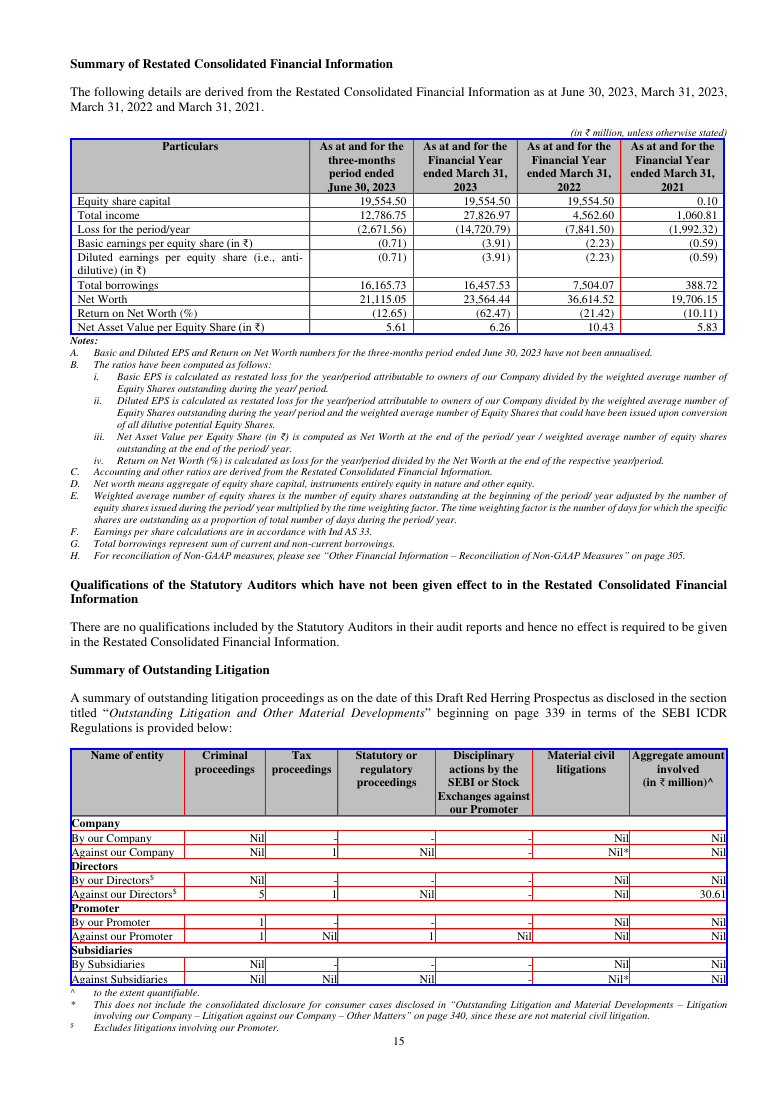 Summary of Restated Consolidated Financial Information
The following details are derived from the Restated Consolidated Financial Information as at June 30, 2023, March 31, 2023,
March 31, 2022 and March 31, 2021.
(in ₹ million, unless otherwise stated)
Particulars As at and for the three-months period ended June 30, 2023 As at and for the Financial Year ended March 31, 2023 As at and for the Financial Year ended March 31, 2022 As at and for the Financial Year ended March 31, 2021
Equity share capital 19,554.50 19,554.50 19,554.50 0.10
Total income 12,786.75 27,826.97 4,562.60 1,060.81
Loss for the period/year (2,671.56) (14,720.79) (7,841.50) (1,992.32)
Basic earnings per equity share (in ₹) (0.71) (3.91) (2.23) (0.59)
Diluted earnings per equity share (i.e., anti- (0.71) (3.91) (2.23) (0.59)
dilutive) (in ₹)
Total borrowings 16,165.73 16,457.53 7,504.07 388.72
Net Worth 21,115.05 23,564.44 36,614.52 19,706.15
Return on Net Worth (%) (12.65) (62.47) (21.42) (10.11)
Net Asset Value per Equity Share (in ₹) 5.61 6.26 10.43 5.83
Notes:
A. Basic and Diluted EPS and Return on Net Worth numbers for the three-months period ended June 30, 2023 have not been annualised.
B. The ratios have been computed as follows:
i. Basic EPS is calculated as restated loss for the year/period attributable to owners of our Company divided by the weighted average number of
Equity Shares outstanding during the year/ period.
ii. Diluted EPS is calculated as restated loss for the year/period attributable to owners of our Company divided by the weighted average number of
Equity Shares outstanding during the year/ period and the weighted average number of Equity Shares that could have been issued upon conversion
of all dilutive potential Equity Shares.
iii. Net Asset Value per Equity Share (in ₹) is computed as Net Worth at the end of the period/ year / weighted average number of equity shares
outstanding at the end of the period/ year.
iv. Return on Net Worth (%) is calculated as loss for the year/period divided by the Net Worth at the end of the respective year/period.
C. Accounting and other ratios are derived from the Restated Consolidated Financial Information.
D. Net worth means aggregate of equity share capital, instruments entirely equity in nature and other equity.
E. Weighted average number of equity shares is the number of equity shares outstanding at the beginning of the period/ year adjusted by the number of
equity shares issued during the period/ year multiplied by the time weighting factor. The time weighting factor is the number of days for which the specific
shares are outstanding as a proportion of total number of days during the period/ year.
F. Earnings per share calculations are in accordance with Ind AS 33.
G. Total borrowings represent sum of current and non-current borrowings.
H. For reconciliation of Non-GAAP measures, please see “Other Financial Information – Reconciliation of Non-GAAP Measures” on page 305.
Qualifications of the Statutory Auditors which have not been given effect to in the Restated Consolidated Financial
Information
There are no qualifications included by the Statutory Auditors in their audit reports and hence no effect is required to be given
in the Restated Consolidated Financial Information.
Summary of Outstanding Litigation
A summary of outstanding litigation proceedings as on the date of this Draft Red Herring Prospectus as disclosed in the section
titled “Outstanding Litigation and Other Material Developments” beginning on page 339 in terms of the SEBI ICDR
Regulations is provided below:
Name of entity Criminal proceedings Tax proceedings Statutory or regulatory proceedings Disciplinary actions by the SEBI or Stock Exchanges against our Promoter Material civil litigations Aggregate amount involved (in ₹ million)^
Company
By our Company Nil - - - Nil Nil
Against our Company Nil 1 Nil - Nil* Nil
Directors
By our Directors$ Nil - - - Nil Nil
Against our Directors$ 5 1 Nil - Nil 30.61
Promoter
By our Promoter 1 - - - Nil Nil
Against our Promoter 1 Nil 1 Nil Nil Nil
Subsidiaries
By Subsidiaries Nil - - - Nil Nil
Against Subsidiaries Nil Nil Nil - Nil* Nil
^ to the extent quantifiable.
* This does not include the consolidated disclosure for consumer cases disclosed in “Outstanding Litigation and Material Developments – Litigation
involving our Company – Litigation against our Company – Other Matters” on page 340, since these are not material civil litigation.
$ Excludes litigations involving our Promoter.
15